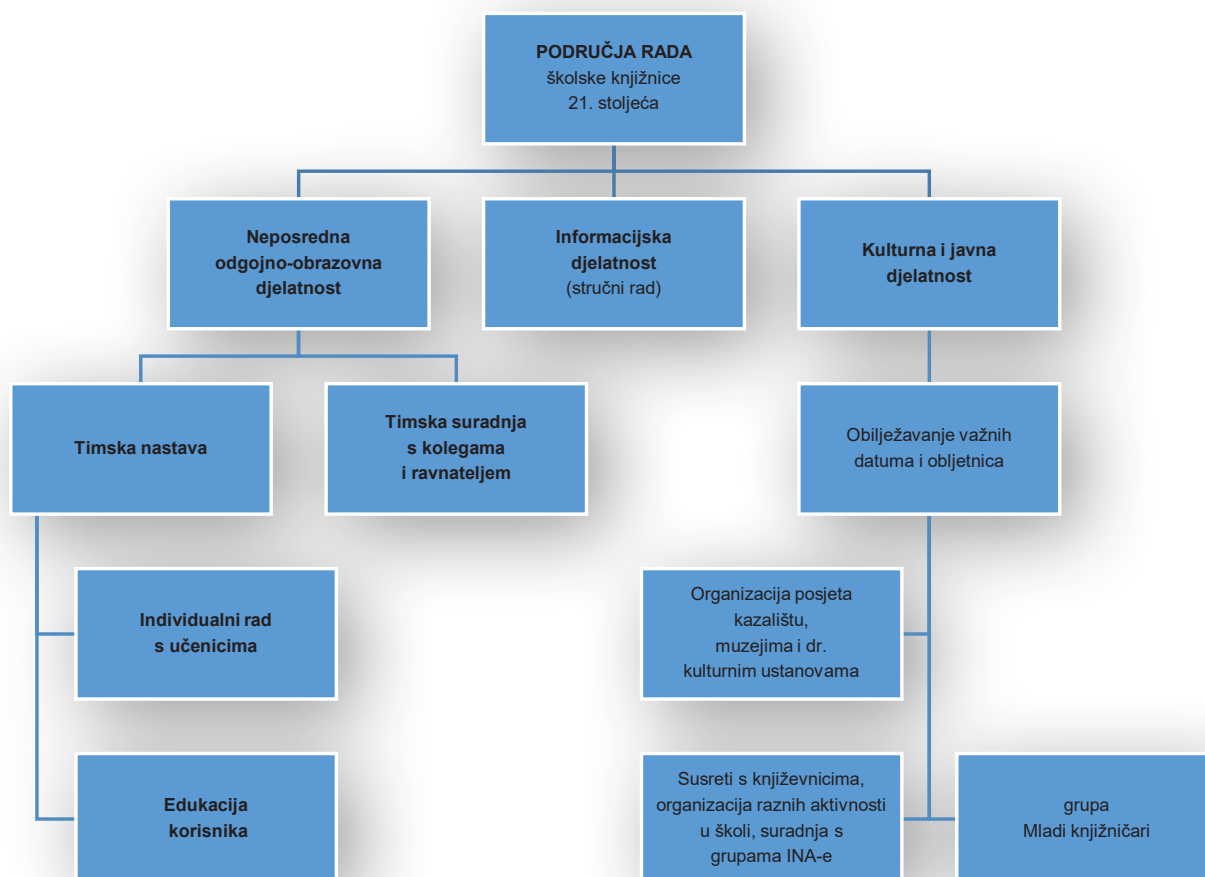 PODRUČJA RADA
školske knjižnice
21. stoljeća
Neposredna
odgojno-obrazovna
djelatnost
Informacijska
djelatnost
(stručni rad)
Kulturna i javna
djelatnost
Timska nastava
Timska suradnja
s kolegama
i ravnateljem
Obilježavanje važnih
datuma i obljetnica
Individualni rad
s učenicima
Organizacija posjeta
kazalištu,
muzejima i dr.
kulturnim ustanovama
Edukacija
korisnika
Susreti s književnicima,
organizacija raznih aktivnosti
u školi, suradnja s
grupama INA-e
grupa
Mladi knjižničari